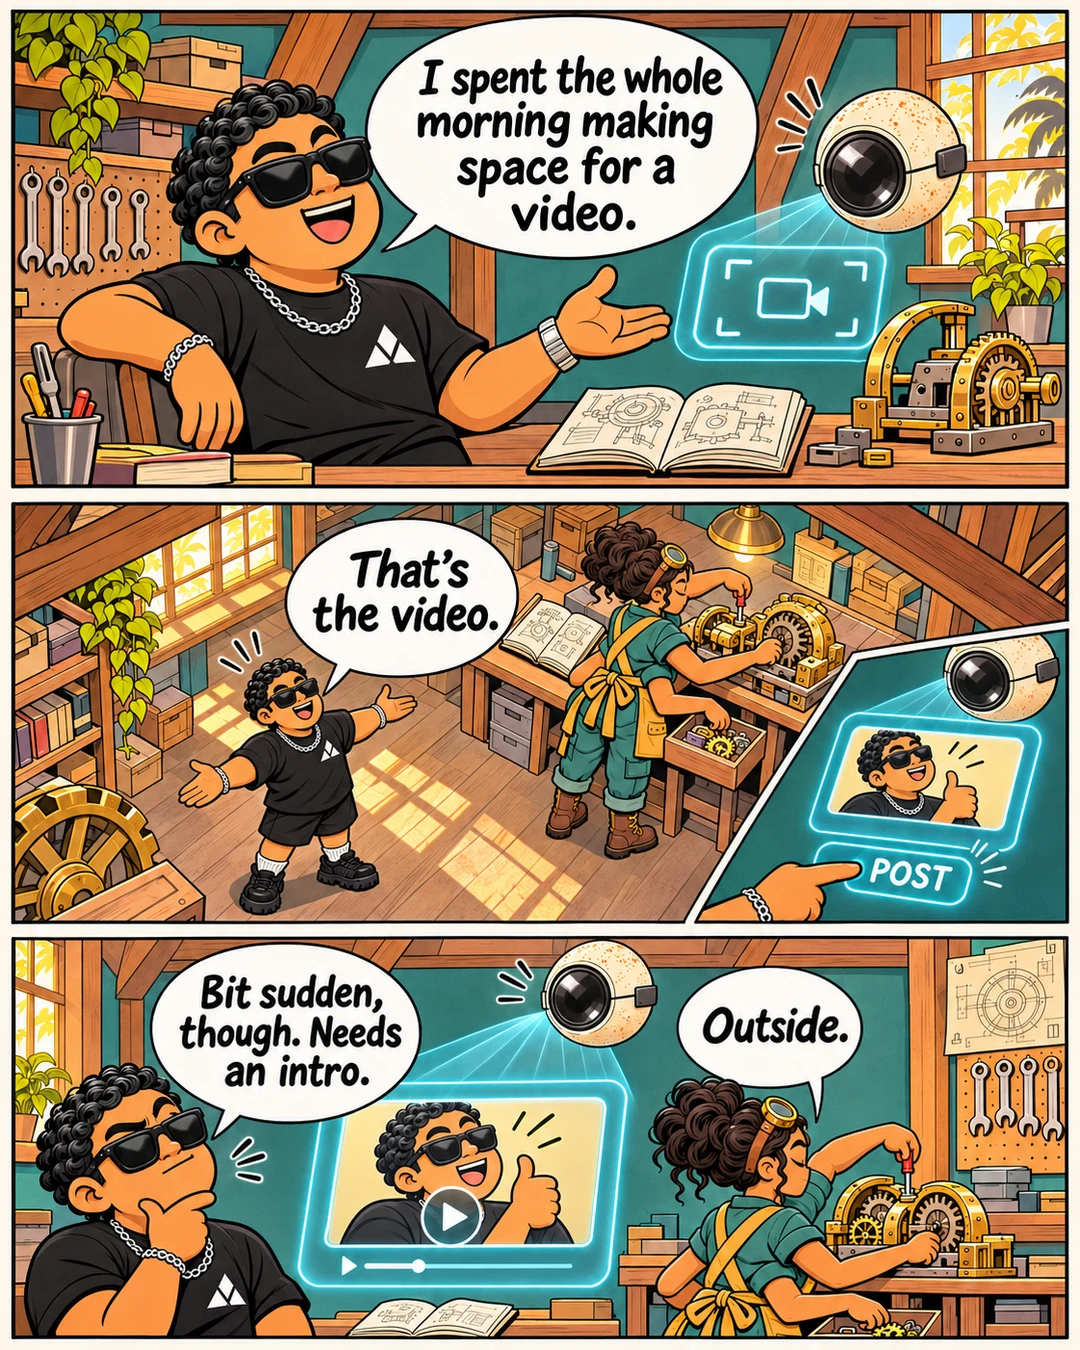 I spent the whole
morning making
space for a
video.
That's
the video.
POST
Bit sudden,
though. Needs
an intro.
Outside.